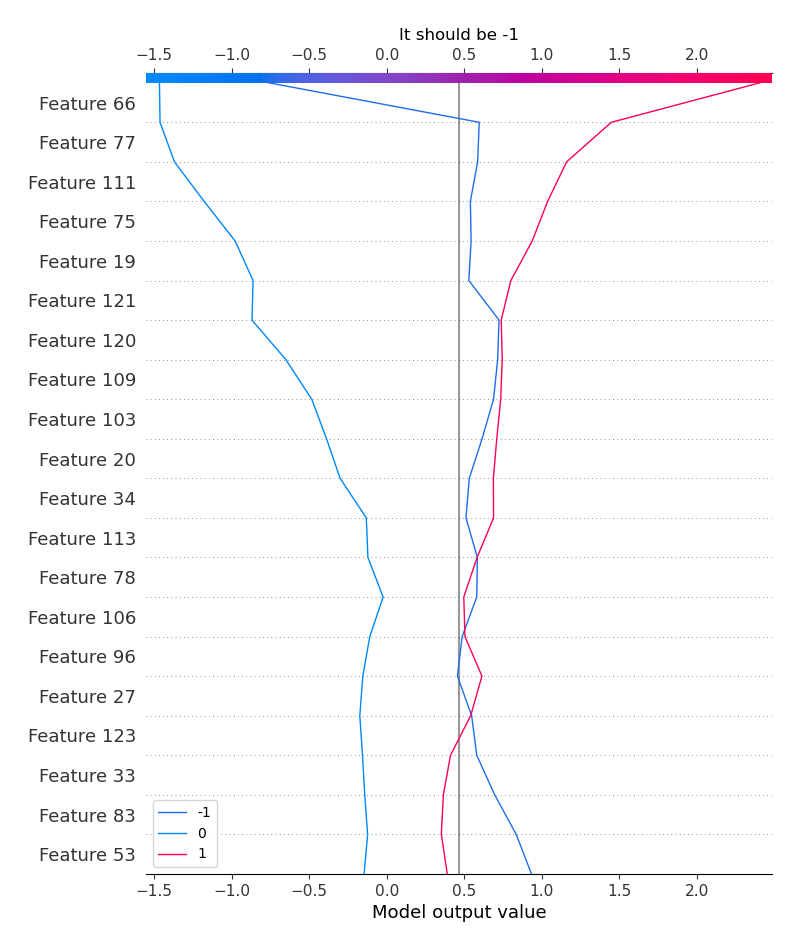 It should be -1
−1.5 −1.0 −0.5 0.0 0.5 1.0 1.5 2.0
Feature 66
Feature 77
Feature 111
Feature 75
Feature 19
Feature 121
Feature 120
Feature 109
Feature 103
Feature 20
Feature 34
Feature 113
Feature 78
Feature 106
Feature 96
Feature 27
Feature 123
Feature 33
Feature 83
Feature 53
-1
0
1
−1.5 −1.0 −0.5 0.0 0.5 1.0 1.5 2.0
Model output value